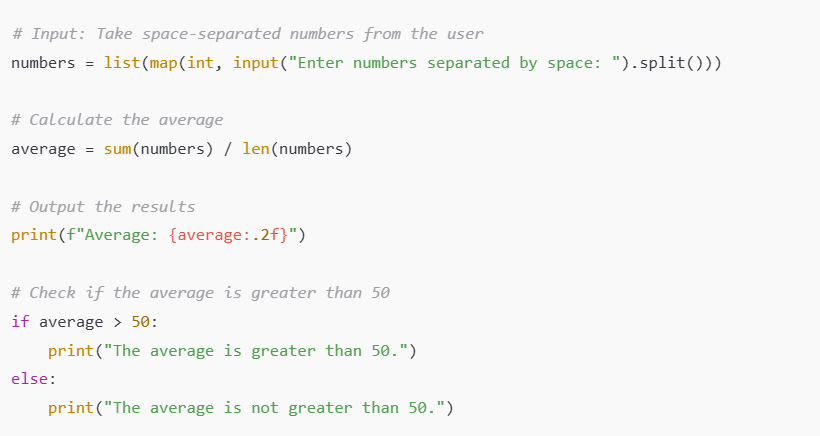 # Input: Take space-separated numbers from the user
numbers = list(map(int, input("Enter numbers separated by space: ").split()))
# Calculate the average
average = sum(numbers) / len(numbers)
# Output the results
print(f"Average: {average:.2f}")
# Check if the average is greater than 50
if average > 50:
    print("The average is greater than 50.")
else:
    print("The average is not greater than 50.")